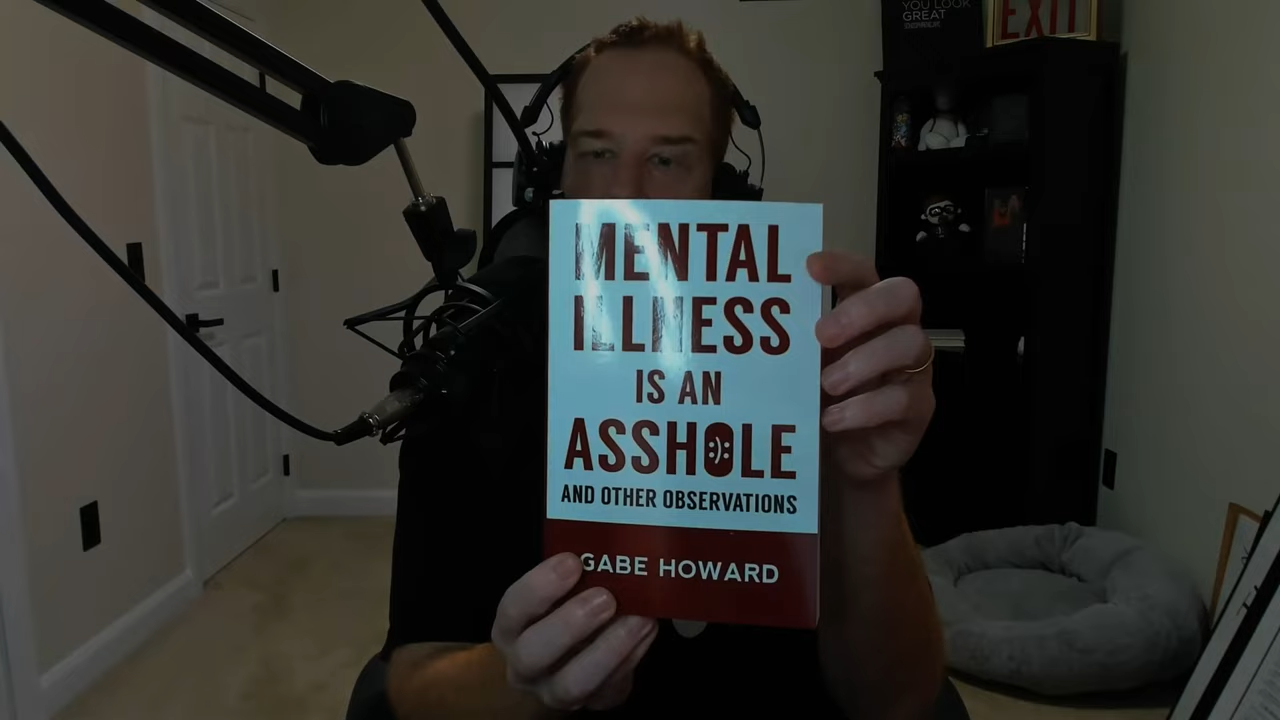 YOU LOOK
GREAT
EXIT
MENTAL
ILLNESS
IS AN
ASSHOLE
AND OTHER OBSERVATIONS
GABE HOWARD